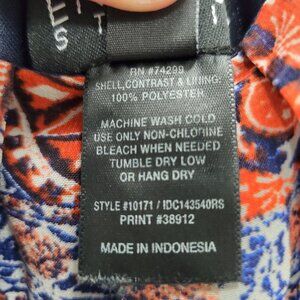 RN #74299
SHELL, CONTRAST & LINING:
100% POLYESTER
MACHINE WASH COLD
USE ONLY NON-CHLORINE
BLEACH WHEN NEEDED
TUMBLE DRY LOW
OR HANG DRY
STYLE #10171 / IDC143540RS
PRINT #38912
MADE IN INDONESIA